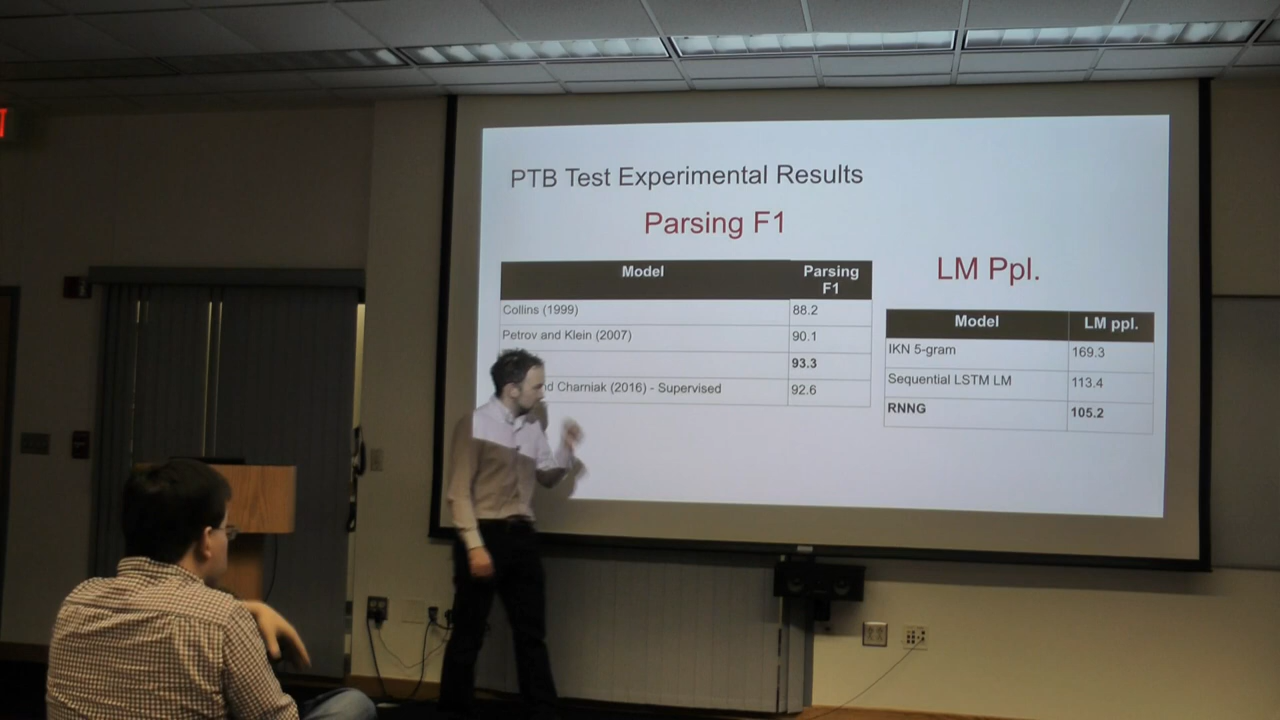 PTB Test Experimental Results
Parsing F1
Model Parsing F1
Collins (1999) 88.2
Petrov and Klein (2007) 90.1
93.3
Charniak (2016) - Supervised 92.6
LM Ppl.
Model LM ppl.
IKN 5-gram 169.3
Sequential LSTM LM 113.4
RNNG 105.2